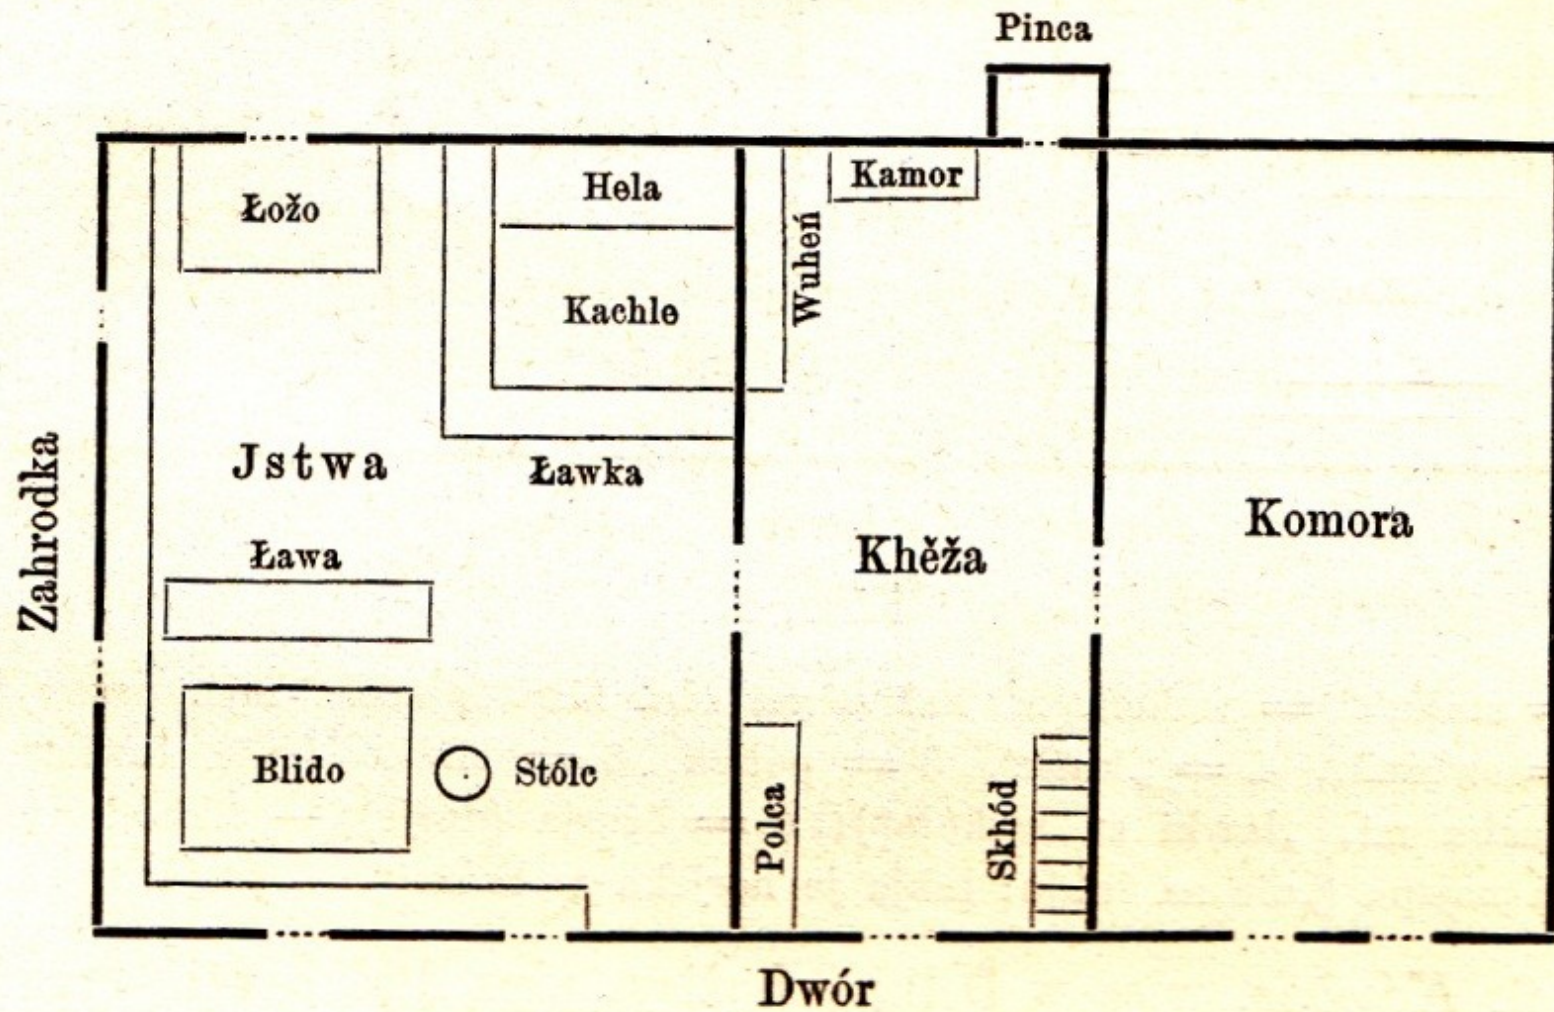 Pinca
Hela
Kamor
Łožo
Wuheń
Kachle
Zahrodka
Jstwa
Ławka
Komora
Ława
Khěža
Blido
Stólc
Polca
Skhód
Dwór